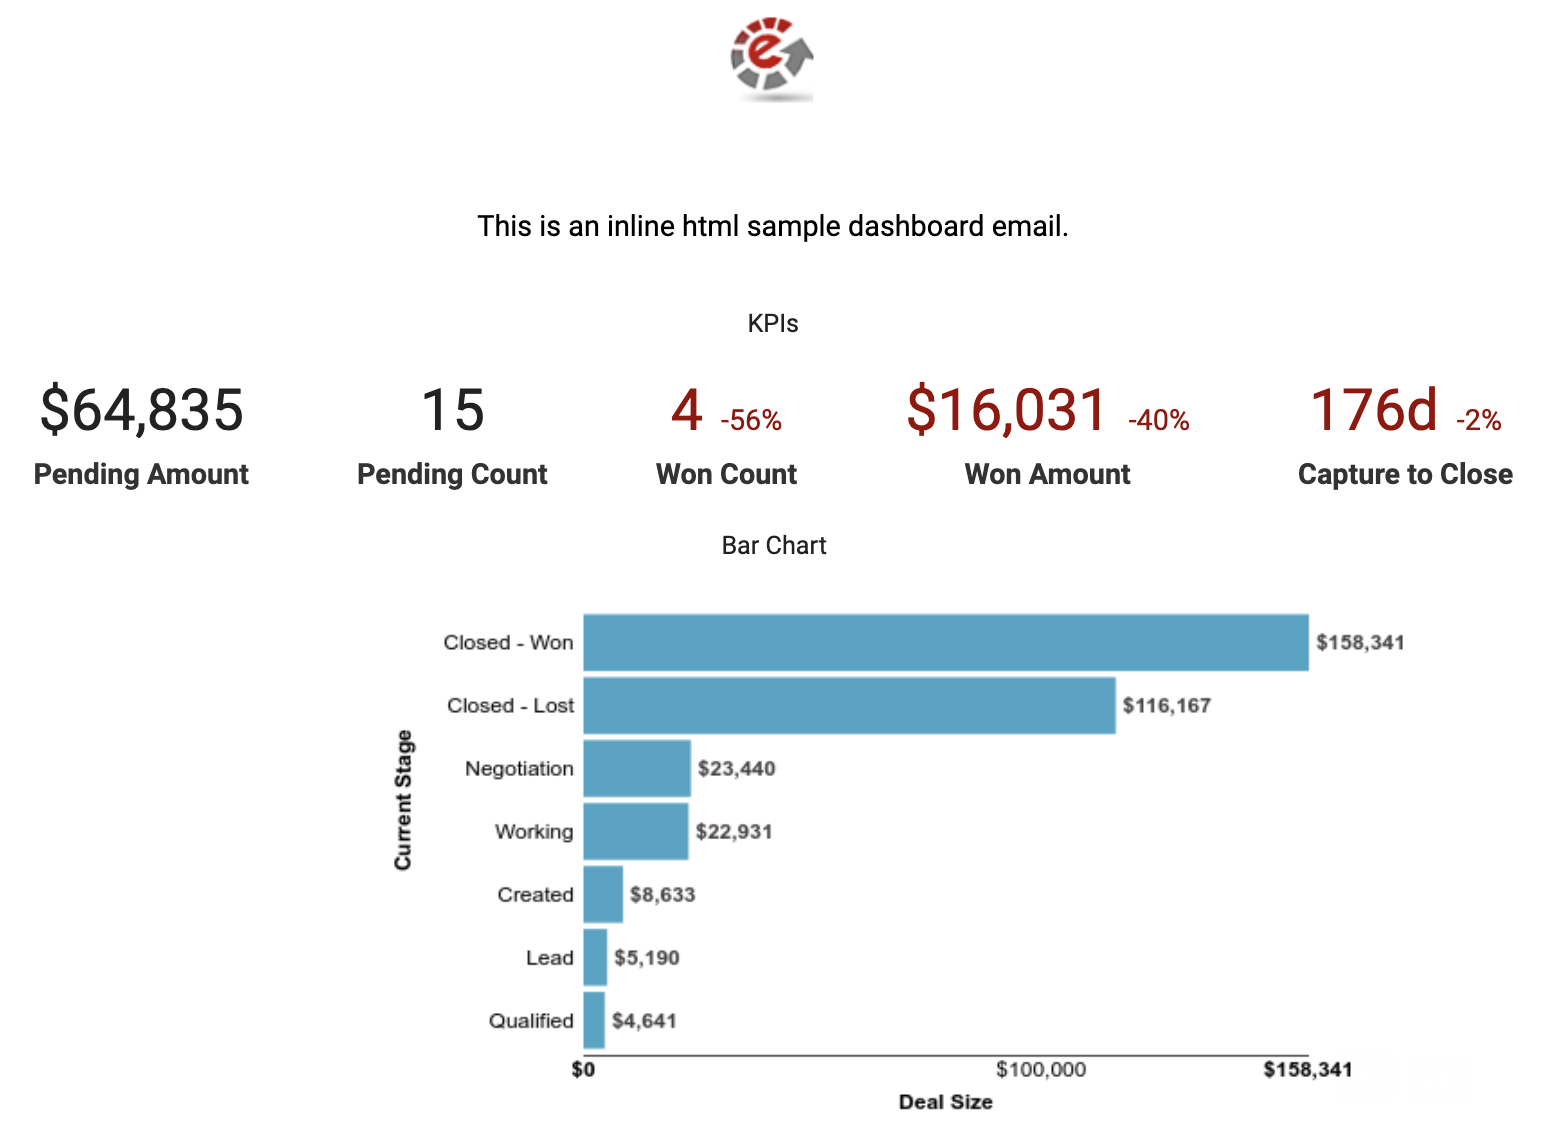 e
This is an inline html sample dashboard email.
KPIs
$64,835
Pending Amount
15
Pending Count
4 -56%
Won Count
$16,031 -40%
Won Amount
176d -2%
Capture to Close
Bar Chart
Current Stage
Closed - Won $158,341
Closed - Lost $116,167
Negotiation $23,440
Working $22,931
Created $8,633
Lead $5,190
Qualified $4,641
$0 $100,000 $158,341
Deal Size